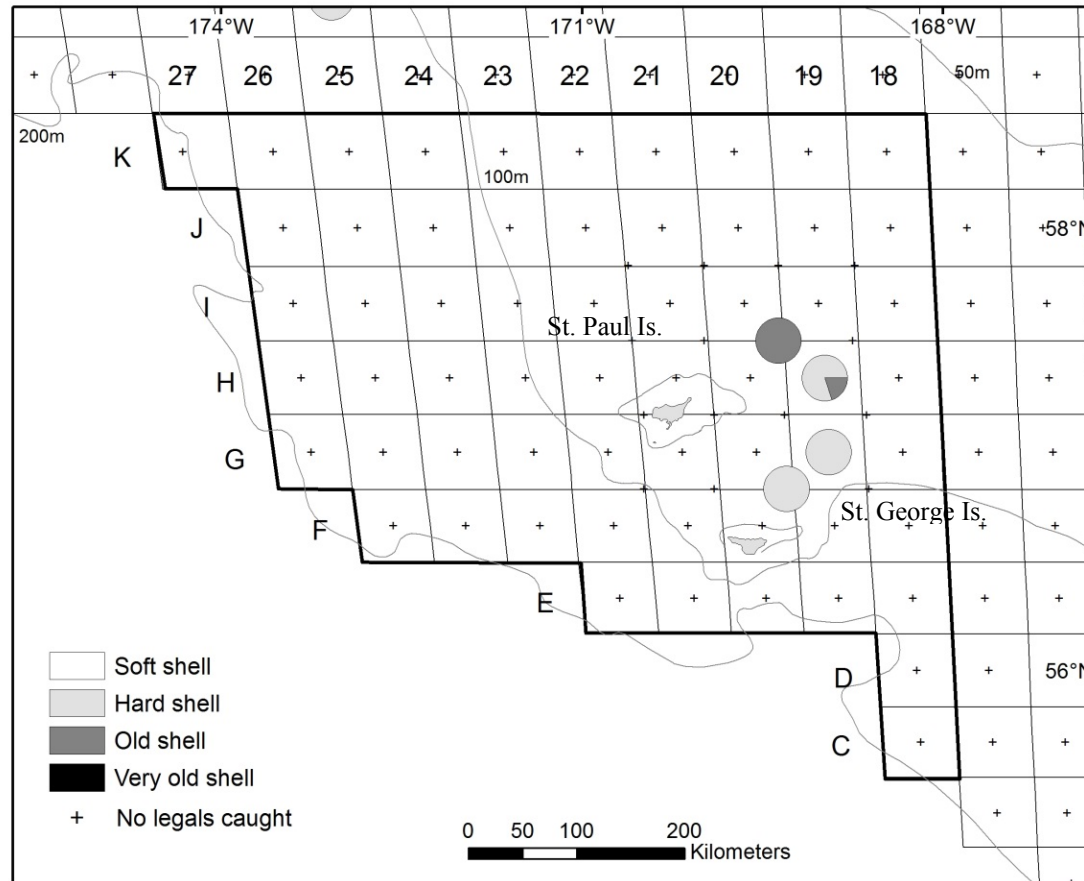 174°W 171°W 168°W
27 26 25 24 23 22 21 20 19 18 50m
200m
K
100m
J 58°N
I
St. Paul Is.
H
G
St. George Is.
F
E
D 56°N
C
Soft shell
Hard shell
Old shell
Very old shell
+ No legals caught
0 50 100 200
Kilometers